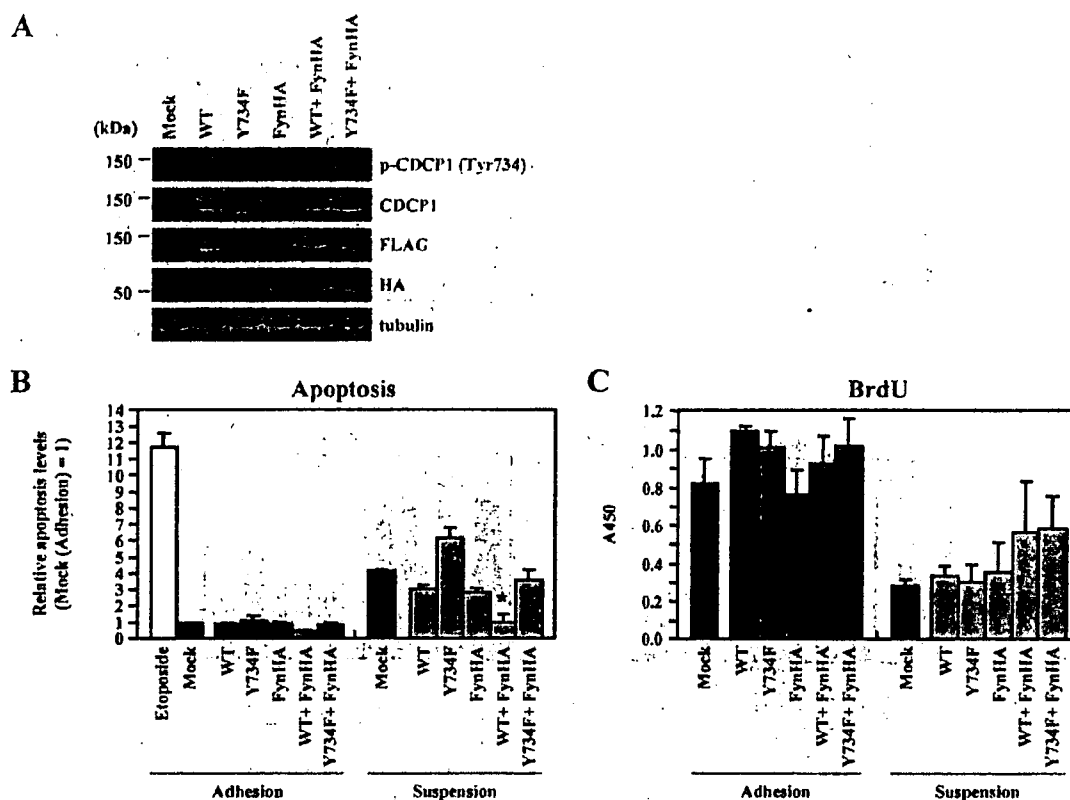 A
Mock
WT
Y734F
FynHA
WT+ FynHA
Y734F+ FynHA
(kDa)
150
p-CDCP1 (Tyr734)
150
CDCP1
150
FLAG
50
HA
tubulin
B
Apoptosis
Relative apoptosis levels
(Mock (Adhesion) = 1)
14
13
12
11
10
9
8
7
6
5
4
3
2
1
0
*
Etoposide
Mock
WT
Y734F
FynHA
WT+ FynHA
Y734F+ FynHA
Mock
WT
Y734F
FynHA
WT+ FynHA
Y734F+ FynHA
Adhesion
Suspension
C
BrdU
A450
1.2
1.0
0.8
0.6
0.4
0.2
0.0
Mock
WT
Y734F
FynHA
WT+ FynHA
Y734F+ FynHA
Mock
WT
Y734F
FynHA
WT+ FynHA
Y734F+ FynHA
Adhesion
Suspension